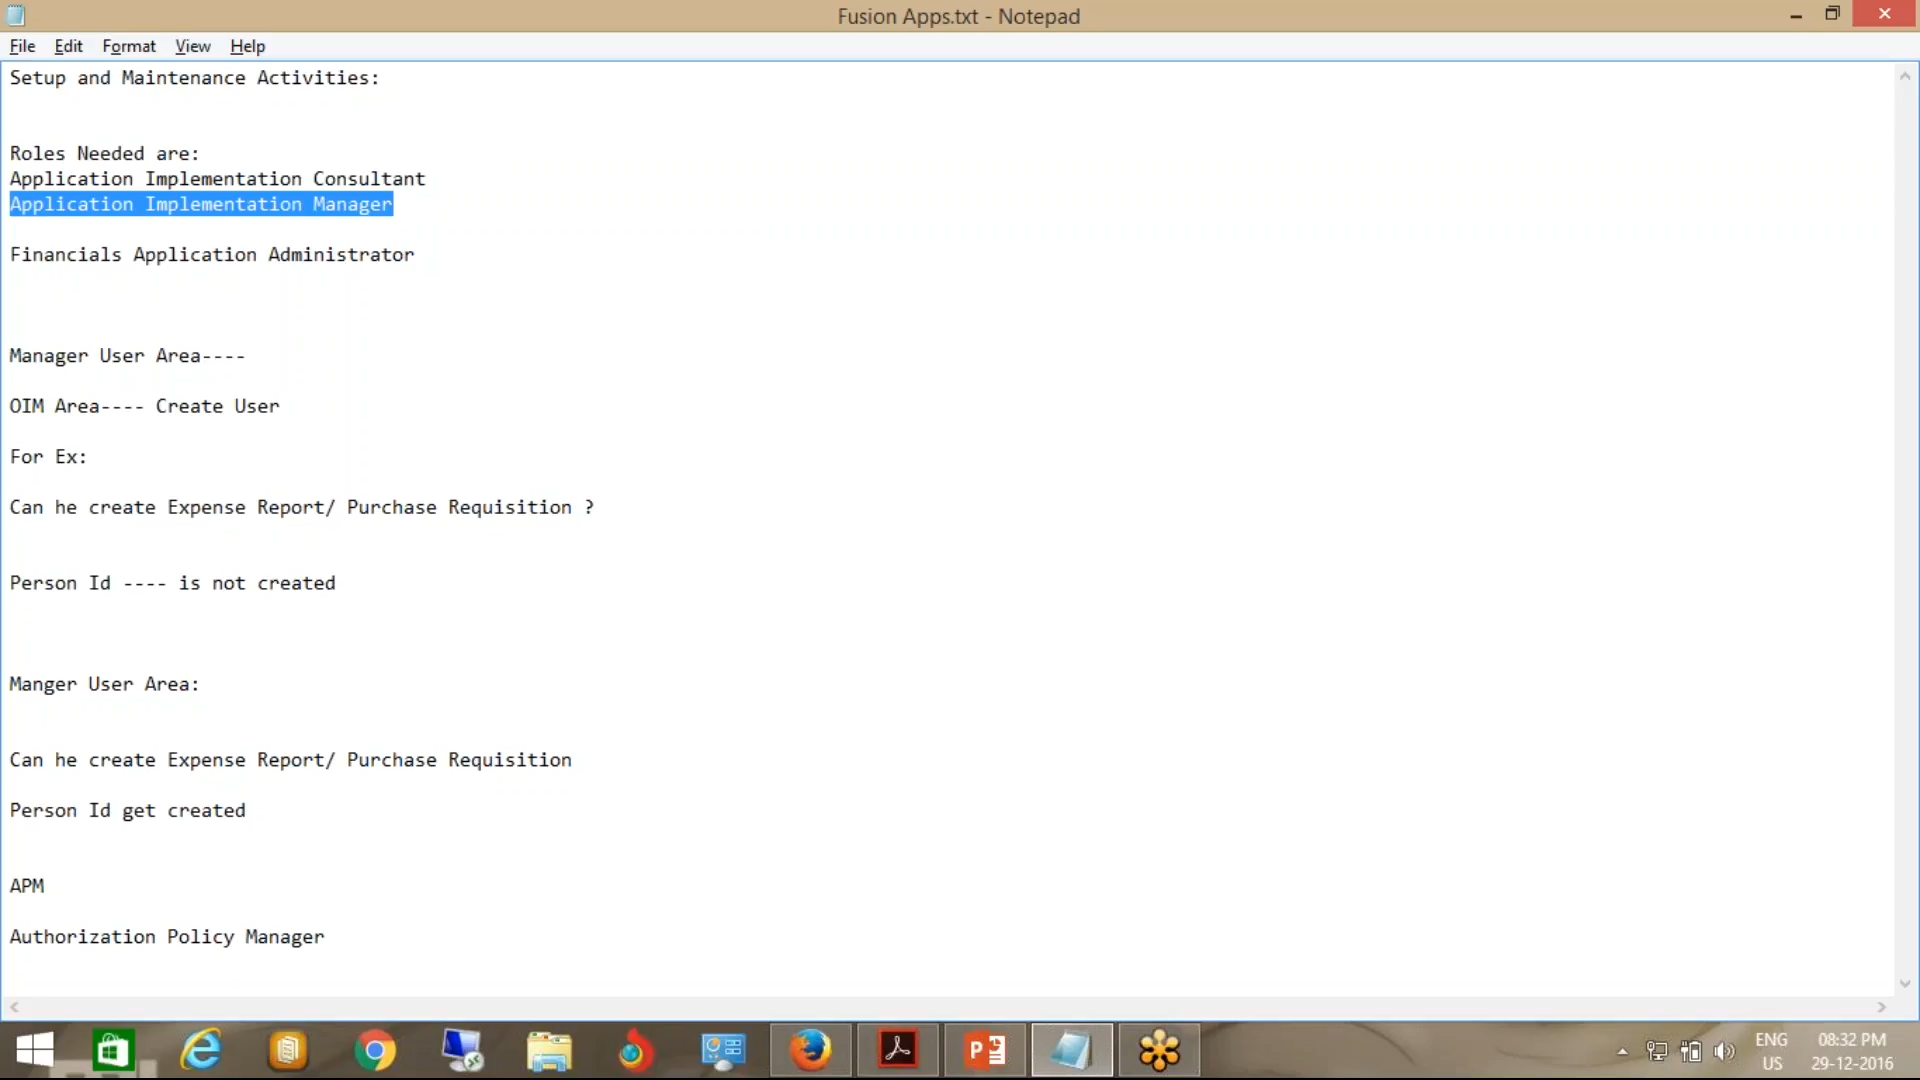 Fusion Apps.txt - Notepad
File Edit Format View Help
Setup and Maintenance Activities:
Roles Needed are:
Application Implementation Consultant
Application Implementation Manager
Financials Application Administrator
Manager User Area----
OIM Area---- Create User
For Ex:
Can he create Expense Report/ Purchase Requisition ?
Person Id ---- is not created
Manger User Area:
Can he create Expense Report/ Purchase Requisition
Person Id get created
APM
Authorization Policy Manager
ENG 08:32 PM
US 29-12-2016